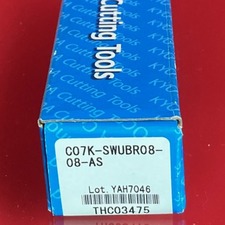 Cutting Tools
C07K-SWUBR08-
08-AS
Lot. YAH7046
THC03475